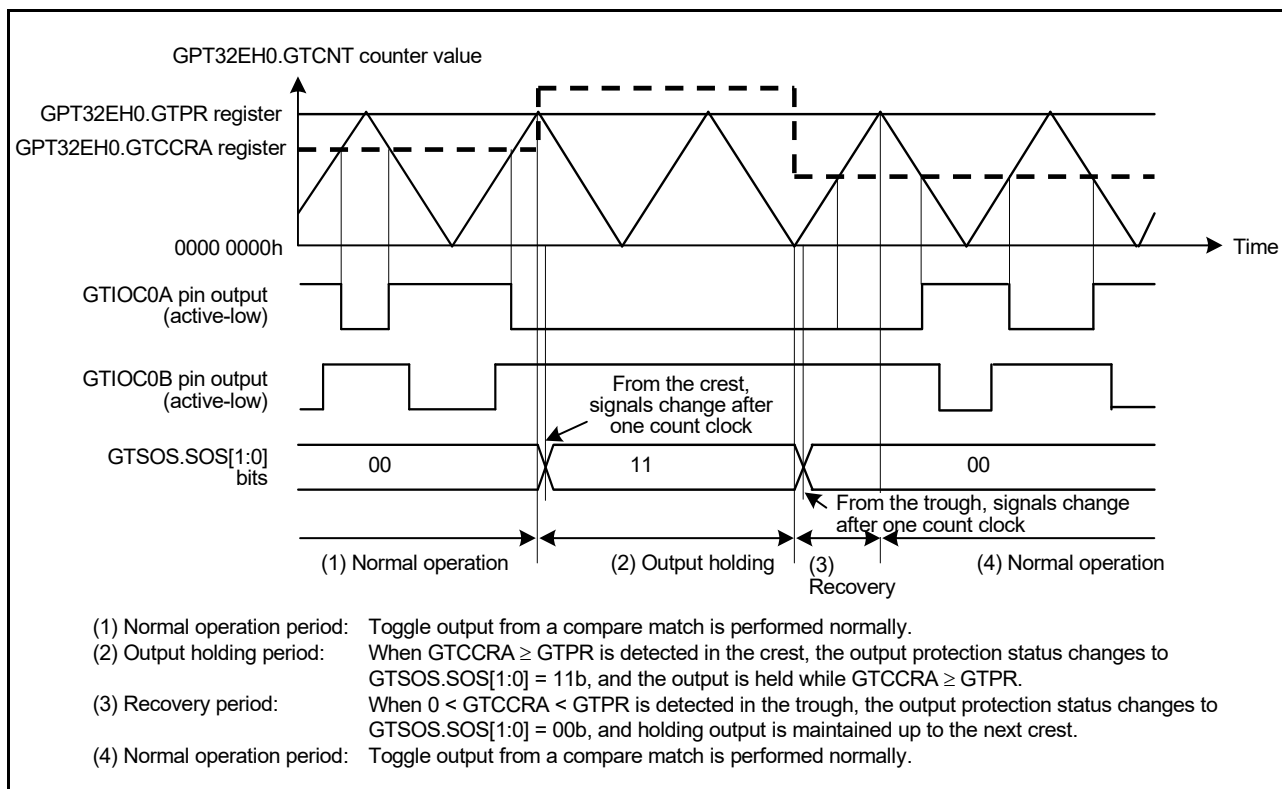 GPT32EH0.GTCNT counter value
GPT32EH0.GTPR register
GPT32EH0.GTCCRA register
0000 0000h
Time
GTIOC0A pin output
(active-low)
GTIOC0B pin output
(active-low)
From the crest,
signals change after
one count clock
GTSOS.SOS[1:0]
bits
00
11
00
From the trough, signals change
after one count clock
(1) Normal operation
(2) Output holding
(3)
Recovery
(4) Normal operation
(1) Normal operation period: Toggle output from a compare match is performed normally.
(2) Output holding period: When GTCCRA ≥ GTPR is detected in the crest, the output protection status changes to
GTSOS.SOS[1:0] = 11b, and the output is held while GTCCRA ≥ GTPR.
(3) Recovery period: When 0 < GTCCRA < GTPR is detected in the trough, the output protection status changes to
GTSOS.SOS[1:0] = 00b, and holding output is maintained up to the next crest.
(4) Normal operation period: Toggle output from a compare match is performed normally.